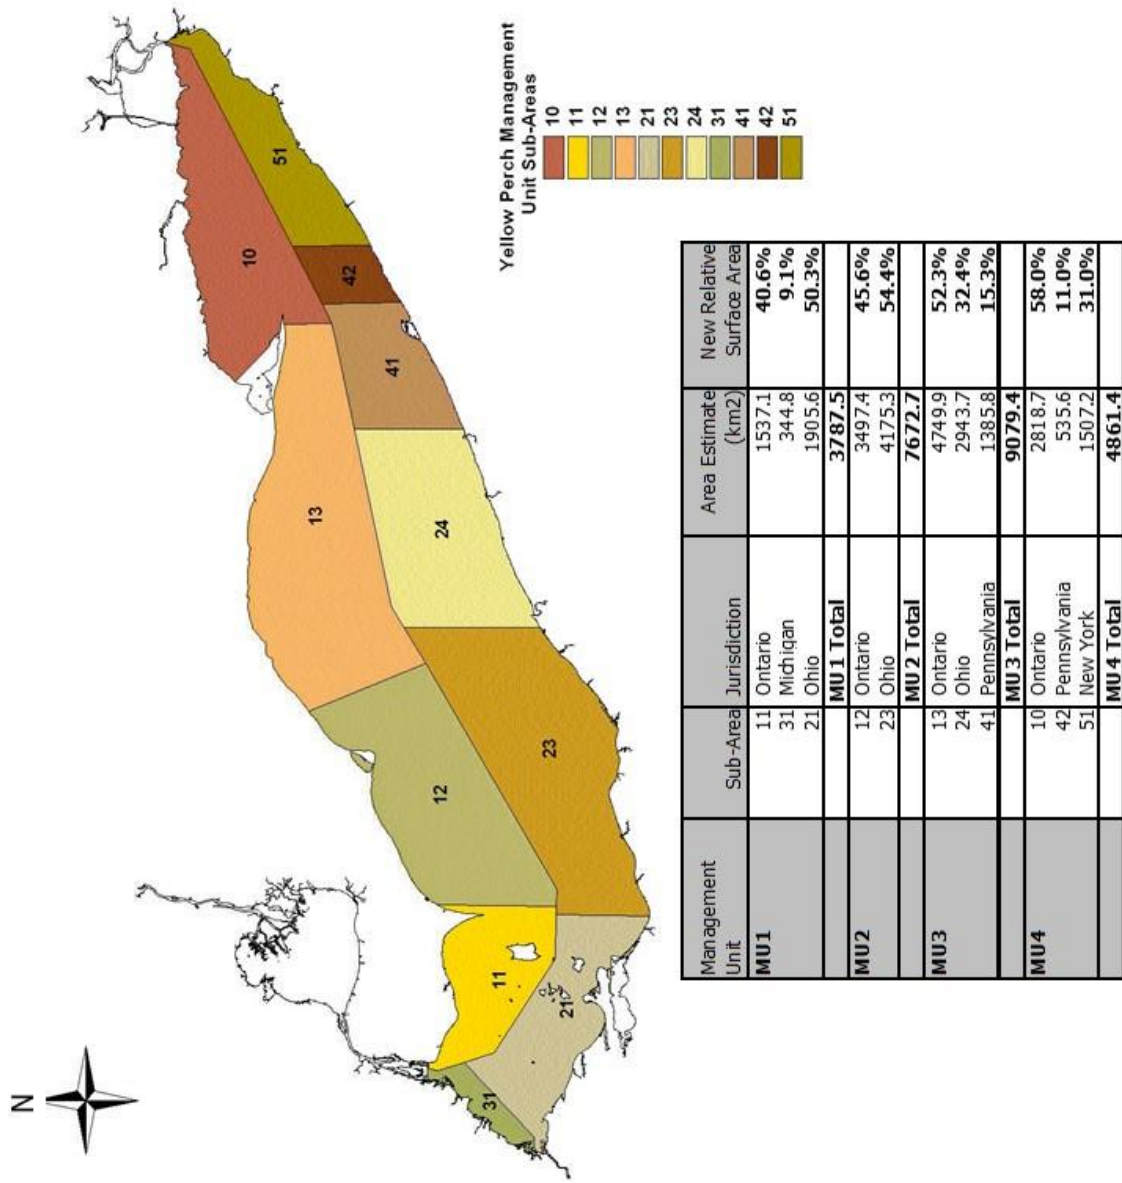 N
10
51
42
13
41
24
12
23
11
21
31
Yellow Perch Management
Unit Sub-Areas
10
11
12
13
21
23
24
31
41
42
51
Management Unit Sub-Area Jurisdiction Area Estimate (km2) New Relative Surface Area
MU1 11 Ontario 1537.1 40.6%
31 Michigan 344.8 9.1%
21 Ohio 1905.6 50.3%
MU1 Total 3787.5
MU2 12 Ontario 3497.4 45.6%
23 Ohio 4175.3 54.4%
MU2 Total 7672.7
MU3 13 Ontario 4749.9 52.3%
24 Ohio 2943.7 32.4%
41 Pennsylvania 1385.8 15.3%
MU3 Total 9079.4
MU4 10 Ontario 2818.7 58.0%
42 Pennsylvania 535.6 11.0%
51 New York 1507.2 31.0%
MU4 Total 4861.4